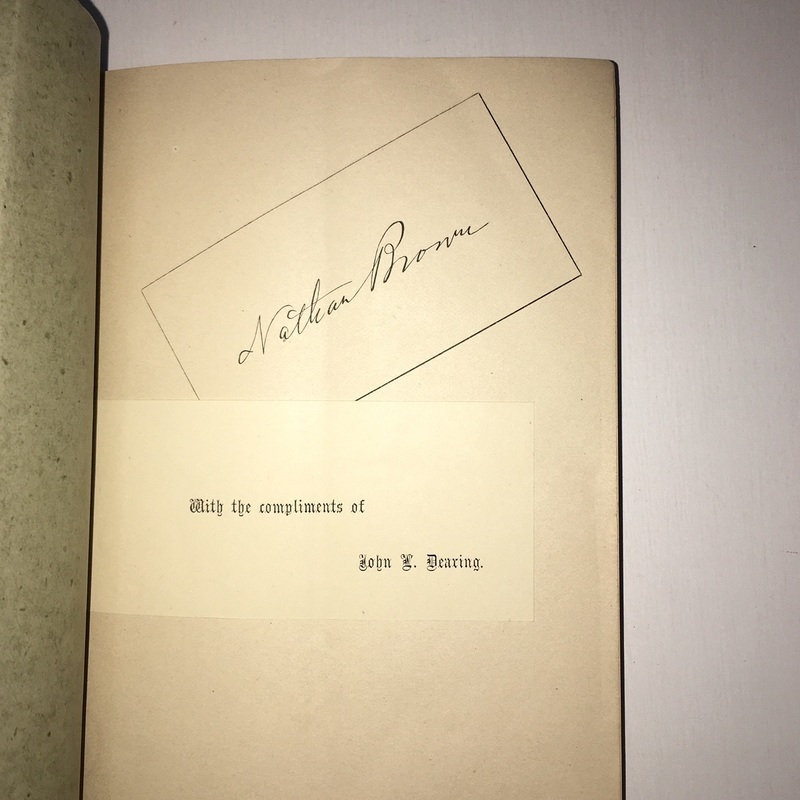 Nathan Brown
With the compliments of
John L. Dearing.